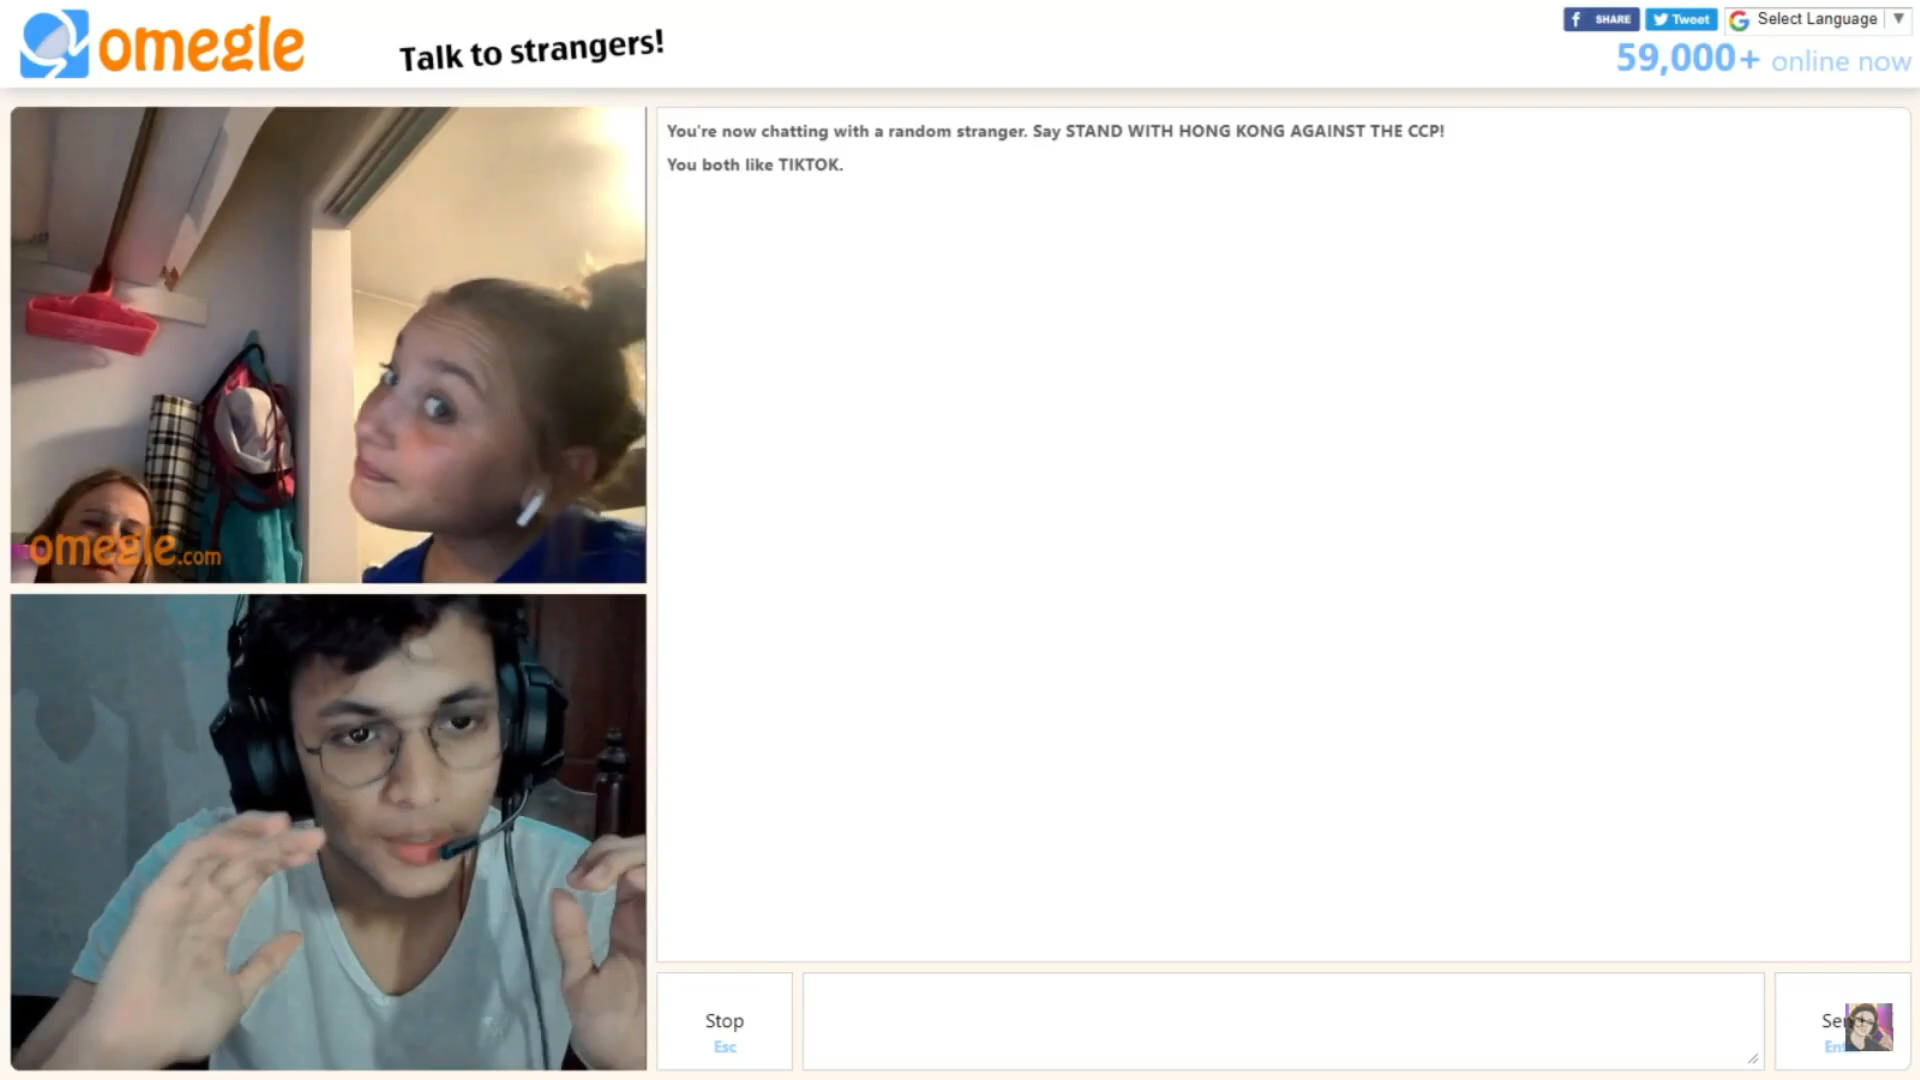 omegle
Talk to strangers!
f SHARE
Tweet
Select Language
59,000+ online now
You're now chatting with a random stranger. Say STAND WITH HONG KONG AGAINST THE CCP!
You both like TIKTOK.
omegle.com
Stop
Esc